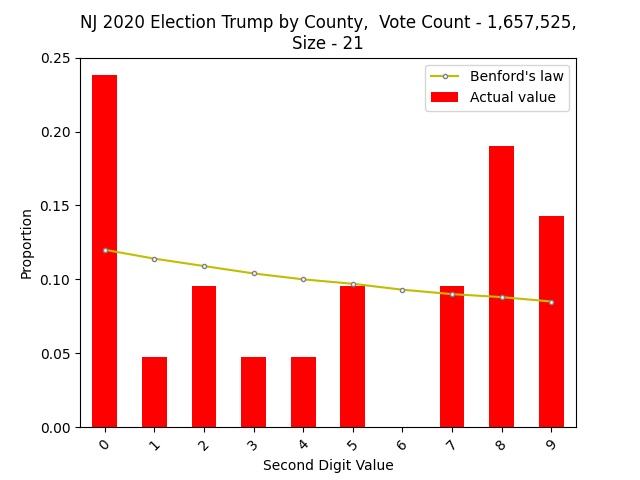 NJ 2020 Election Trump by County,  Vote Count - 1,657,525,
Size - 21
Benford's law
Actual value
Proportion
0.25
0.20
0.15
0.10
0.05
0.00
0 1 2 3 4 5 6 7 8 9
Second Digit Value